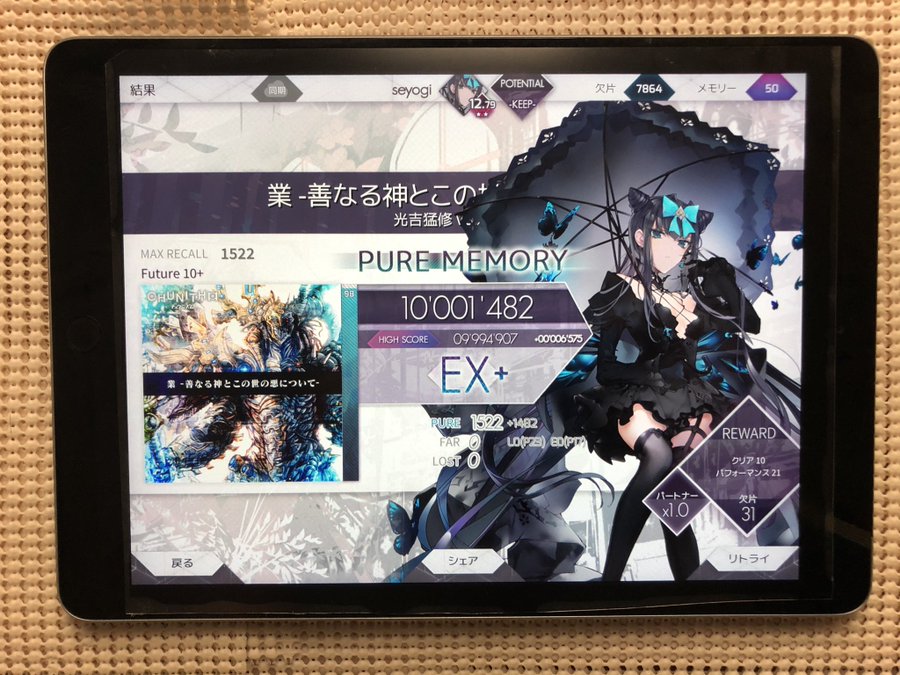 結果
同期
seyogi
12.79
POTENTIAL
-KEEP-
欠片
7864
メモリー
50
業 -善なる神とこの
光吉猛修
MAX RECALL 1522
PURE MEMORY
Future 10+
CHUNITHM
98
10'001'482
HIGH SCORE 09'994'907 +00'006'575
業 -善なる神とこの世の悪について-
EX+
PURE 1522 +1482
FAR 0 L0(P23) E0(P17)
LOST 0
REWARD
クリア 10
パフォーマンス 21
パートナー
x1.0
欠片
31
戻る
シェア
リトライ